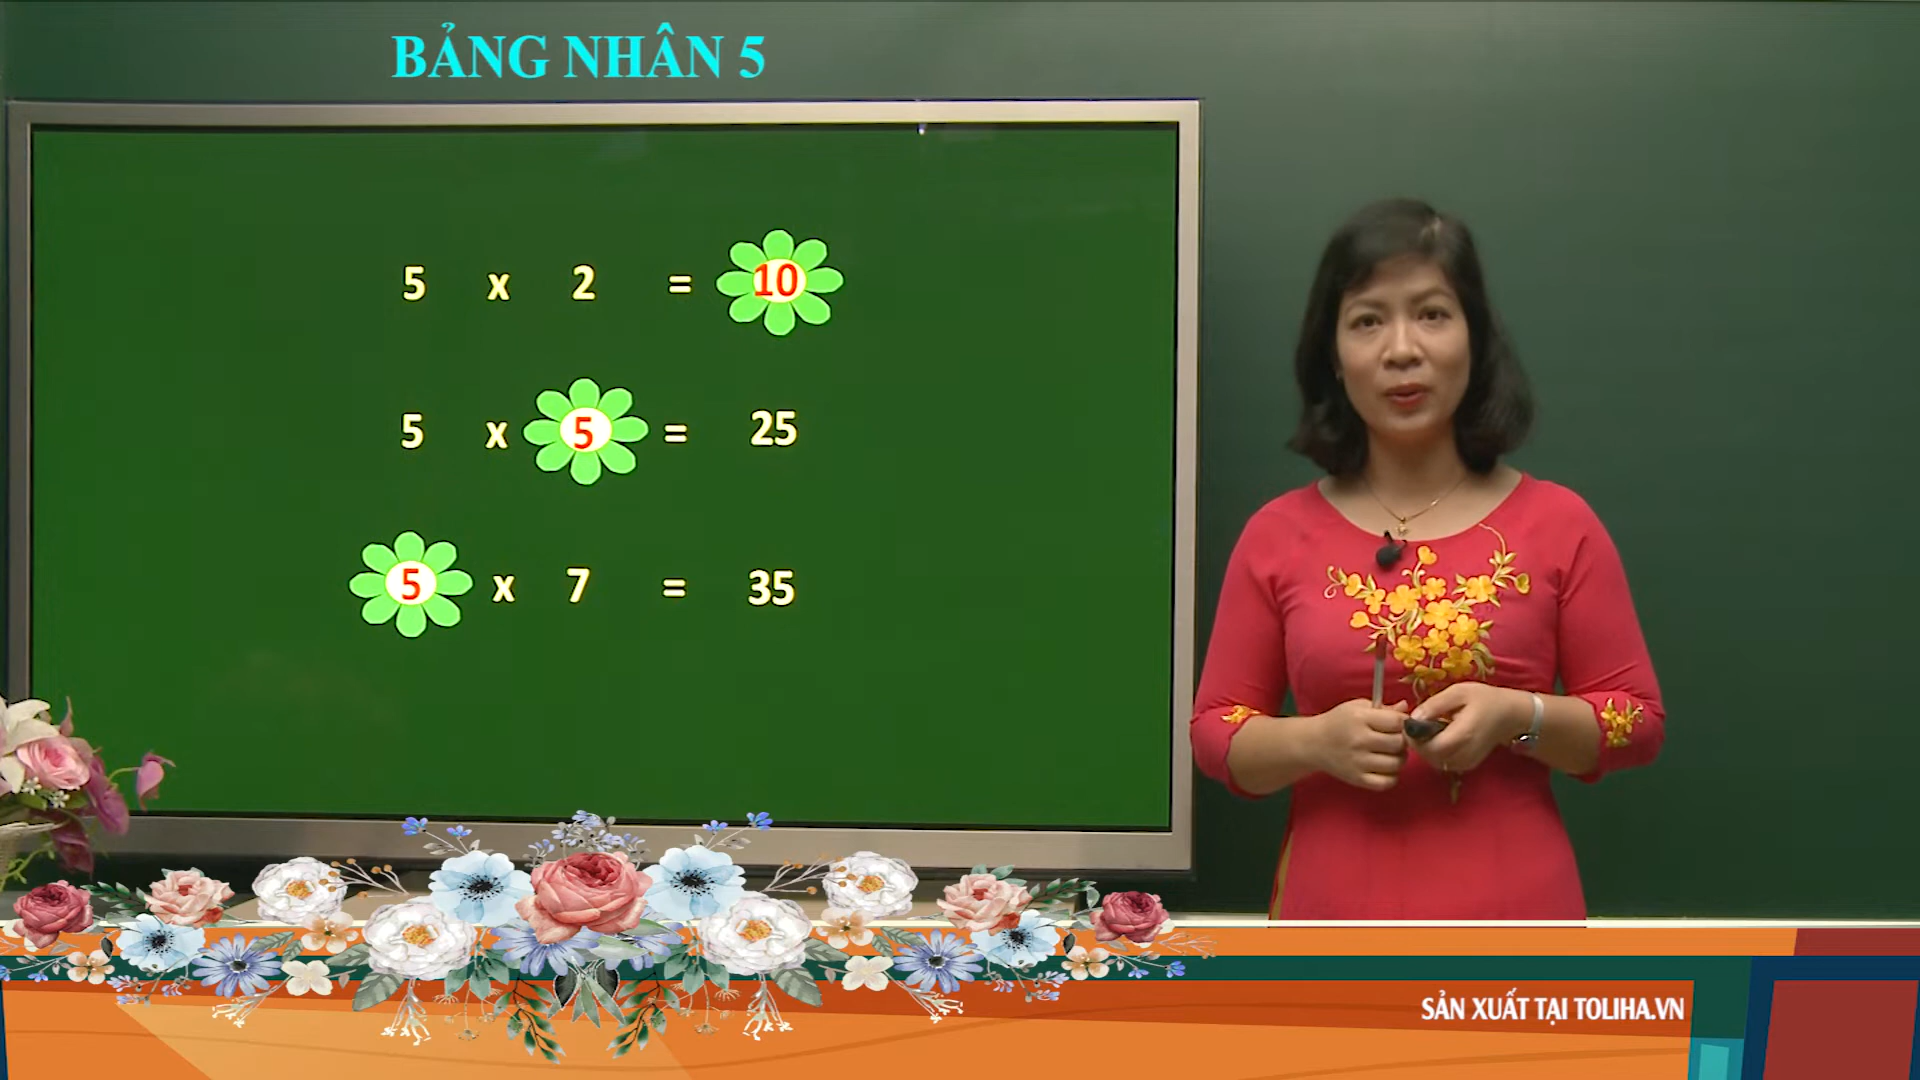 BẢNG NHÂN 5
5 x 2 = 10
5 x 5 = 25
5 x 7 = 35
SẢN XUẤT TẠI TOLIHA.VN